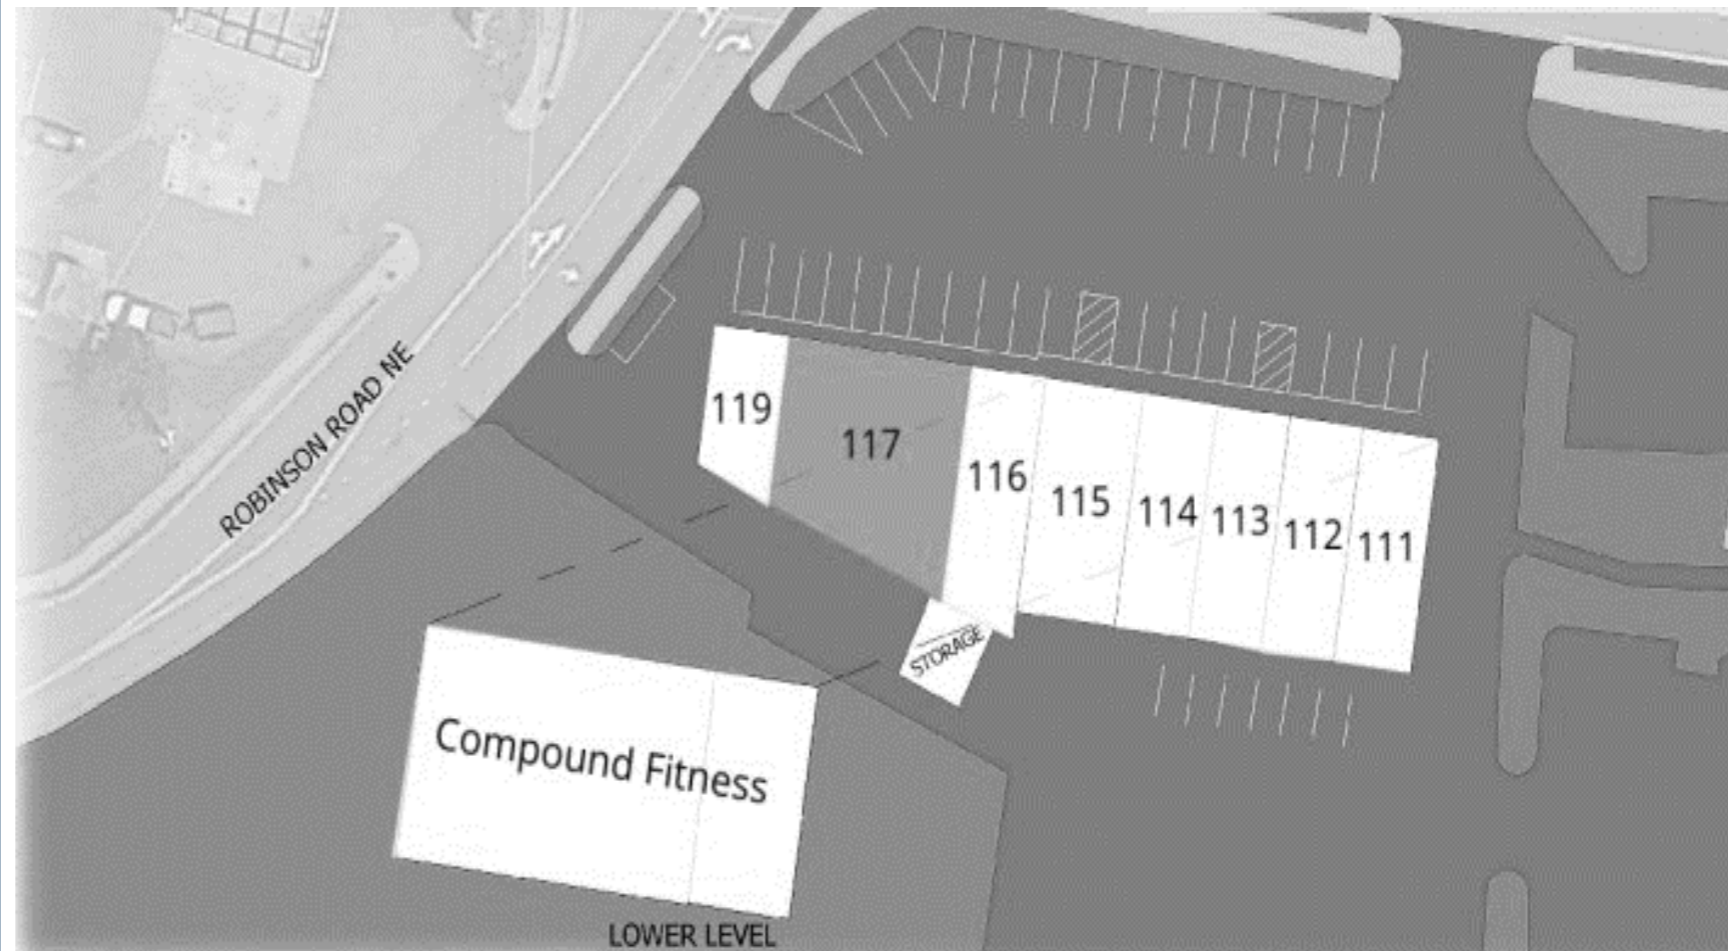 ROBINSON ROAD NE
119
117
116
115
114
113
112
111
STORAGE
Compound Fitness
LOWER LEVEL